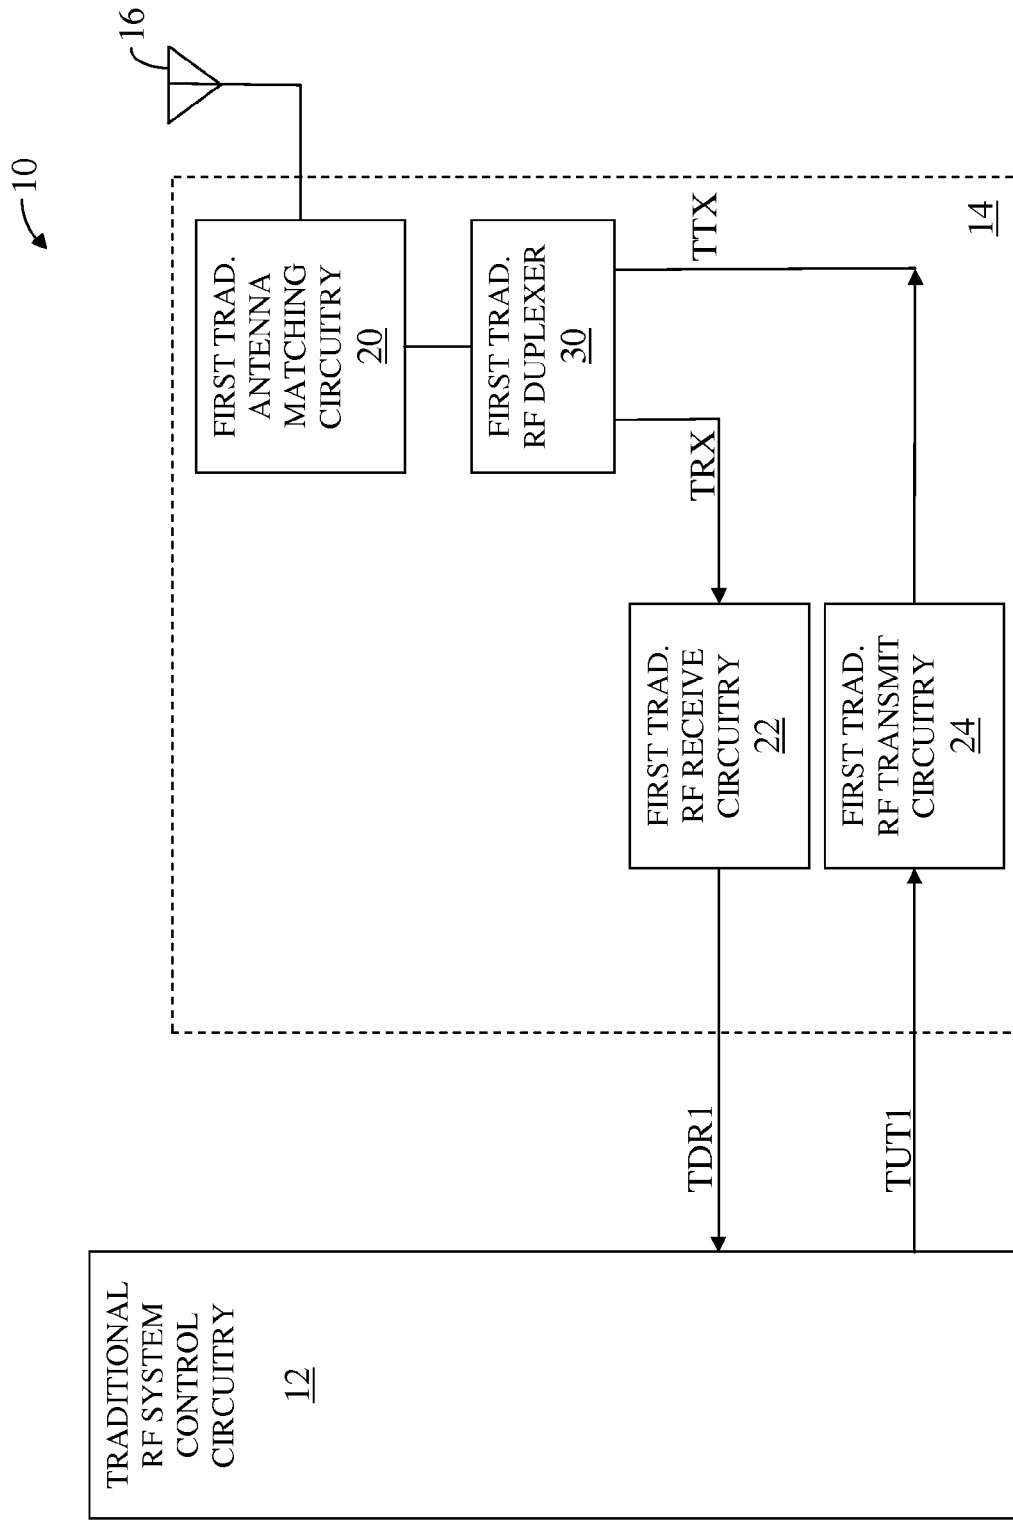 10
16
TRADITIONAL
RF SYSTEM
CONTROL
CIRCUITRY
12
FIRST TRAD.
ANTENNA
MATCHING
CIRCUITRY
20
FIRST TRAD.
RF DUPLEXER
30
TRX
TTX
FIRST TRAD.
RF RECEIVE
CIRCUITRY
22
TDR1
FIRST TRAD.
RF TRANSMIT
CIRCUITRY
24
TUT1
14